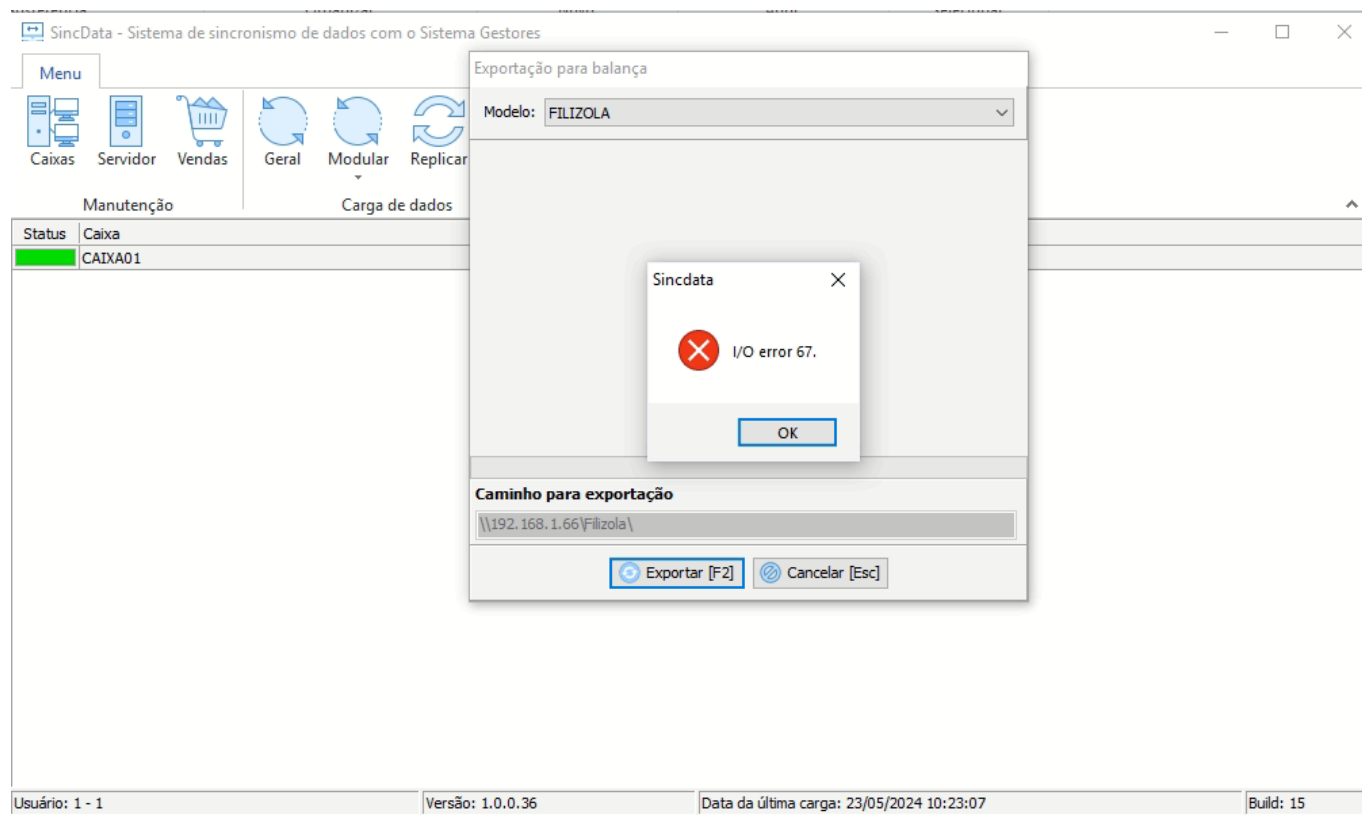 SincData - Sistema de sincronismo de dados com o Sistema Gestores
Menu
Caixas
Servidor
Vendas
Geral
Modular
Replicar
Manutenção
Carga de dados
Status
Caixa
CAIXA01
Exportação para balança
Modelo:
FILIZOLA
Sincdata
I/O error 67.
OK
Caminho para exportação
\\192.168.1.66\Filizola\
Exportar [F2]
Cancelar [Esc]
Usuário: 1 - 1
Versão: 1.0.0.36
Data da última carga: 23/05/2024 10:23:07
Build: 15